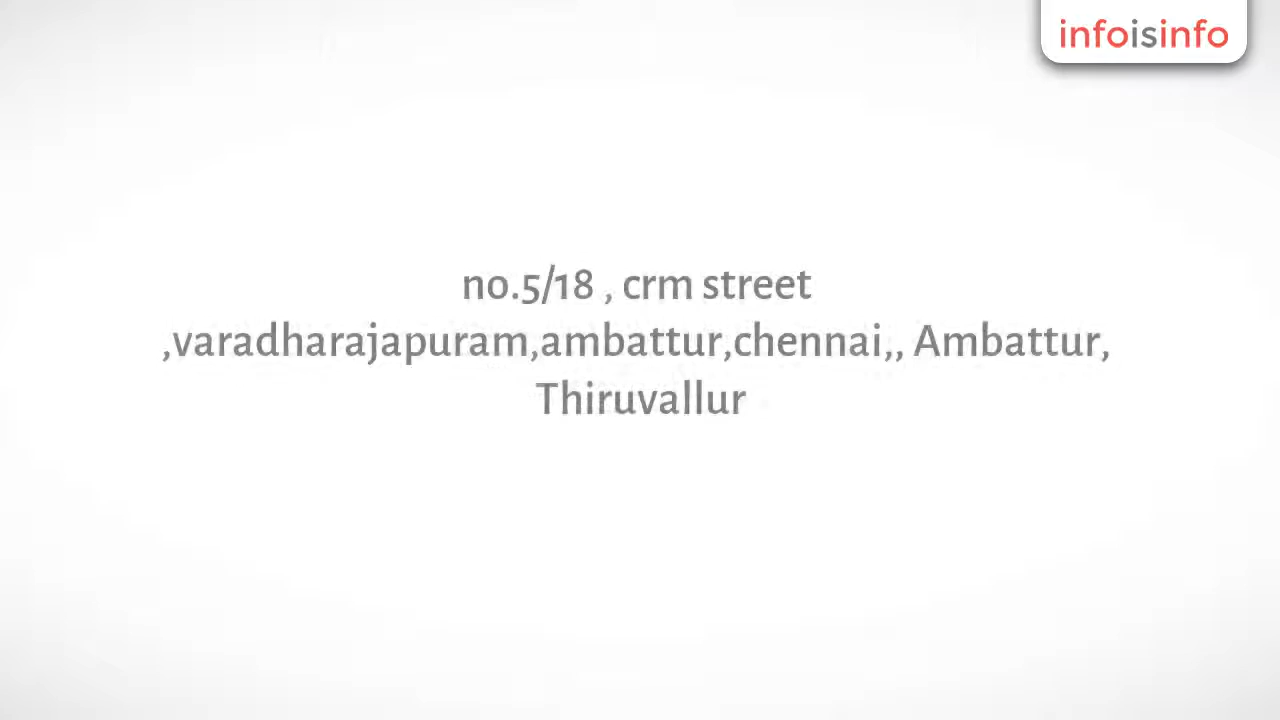 infoisinfo
no.5/18 , crm street
,varadharajapuram,ambattur,chennai,, Ambattur,
Thiruvallur